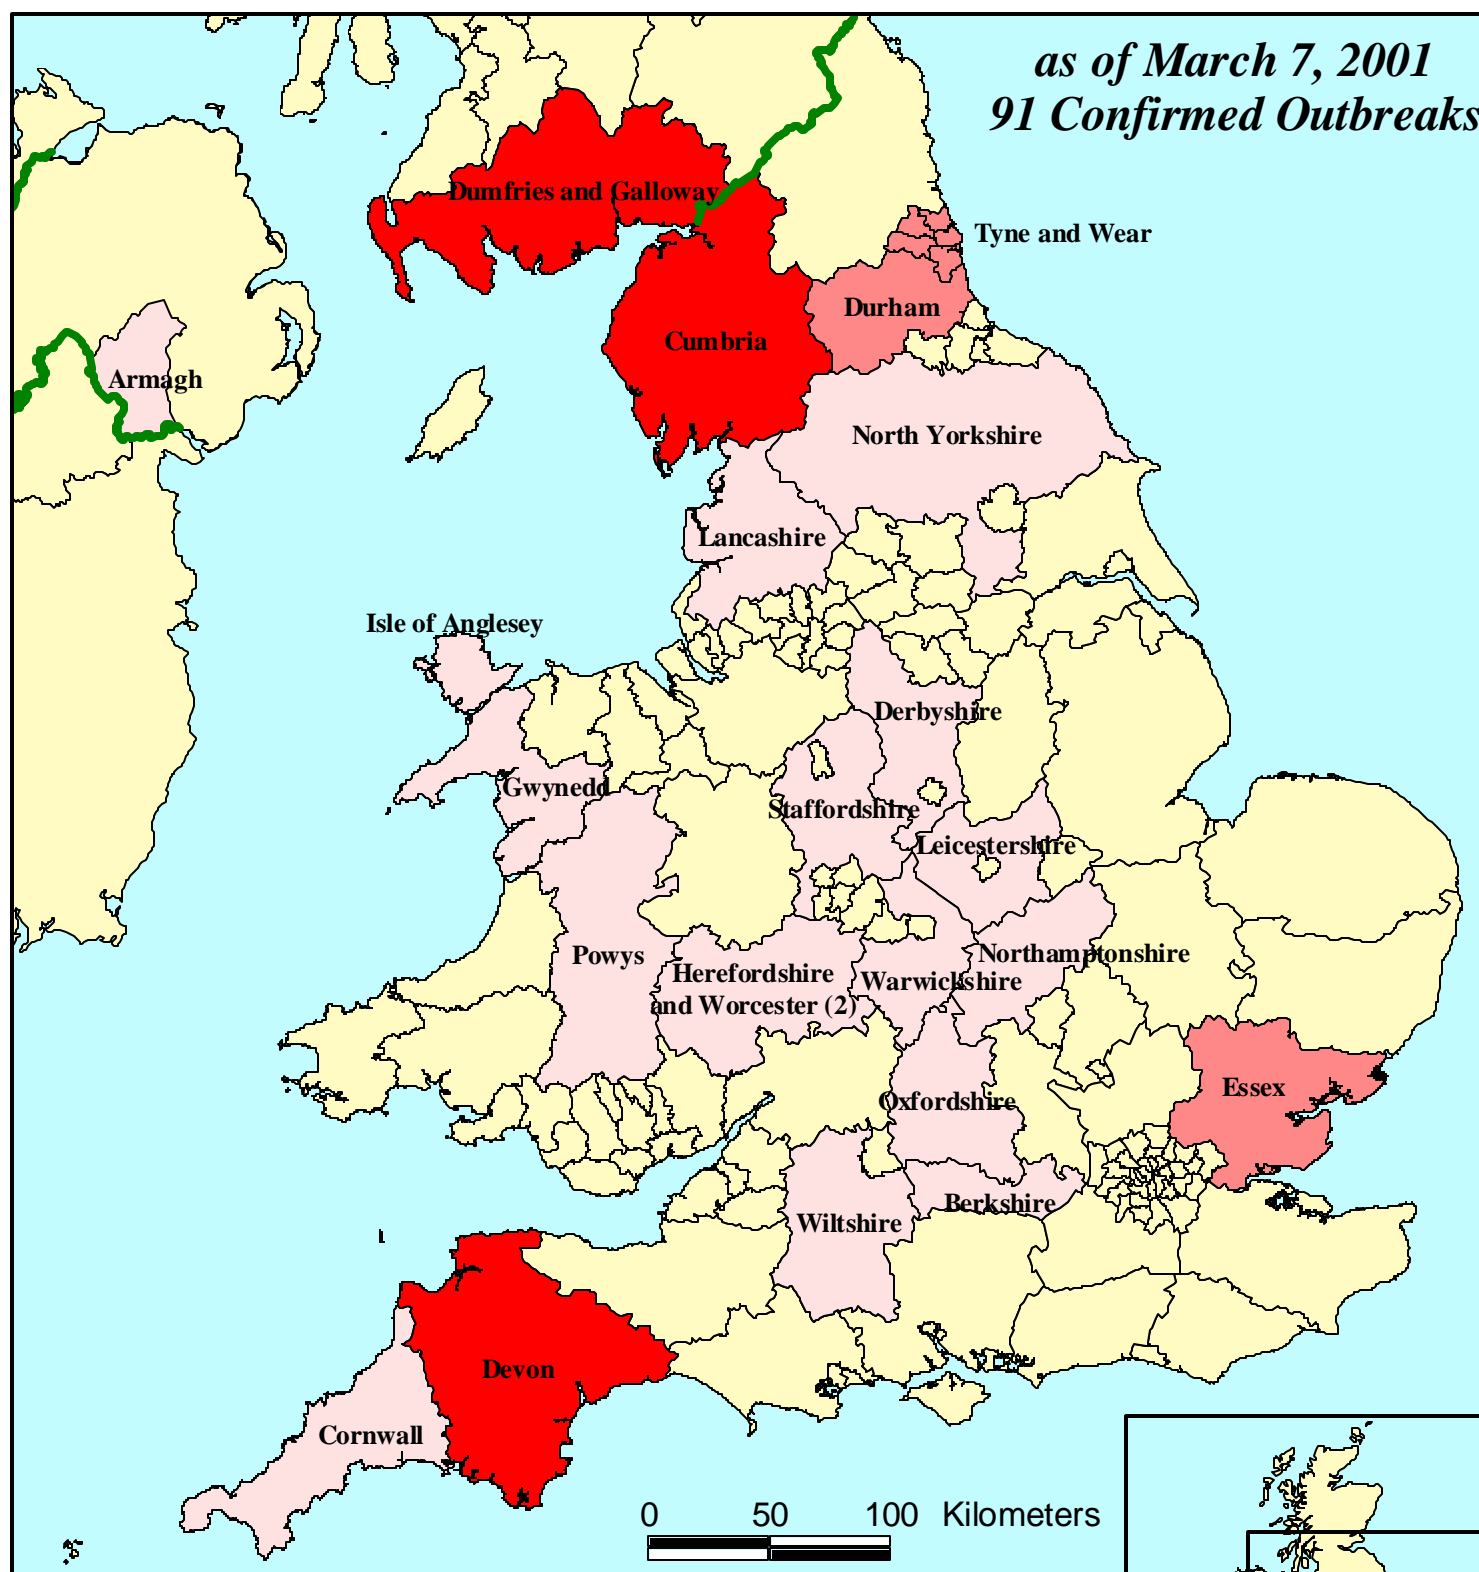 as of March 7, 2001
91 Confirmed Outbreaks
Dumfries and Galloway
Tyne and Wear
Durham
Cumbria
Armagh
North Yorkshire
Lancashire
Isle of Anglesey
Derbyshire
Gwynedd
Staffordshire
Leicestershire
Powys
Northamptonshire
Herefordshire
and Worcester (2)
Warwickshire
Essex
Oxfordshire
Berkshire
Wiltshire
Devon
Cornwall
0 50 100 Kilometers